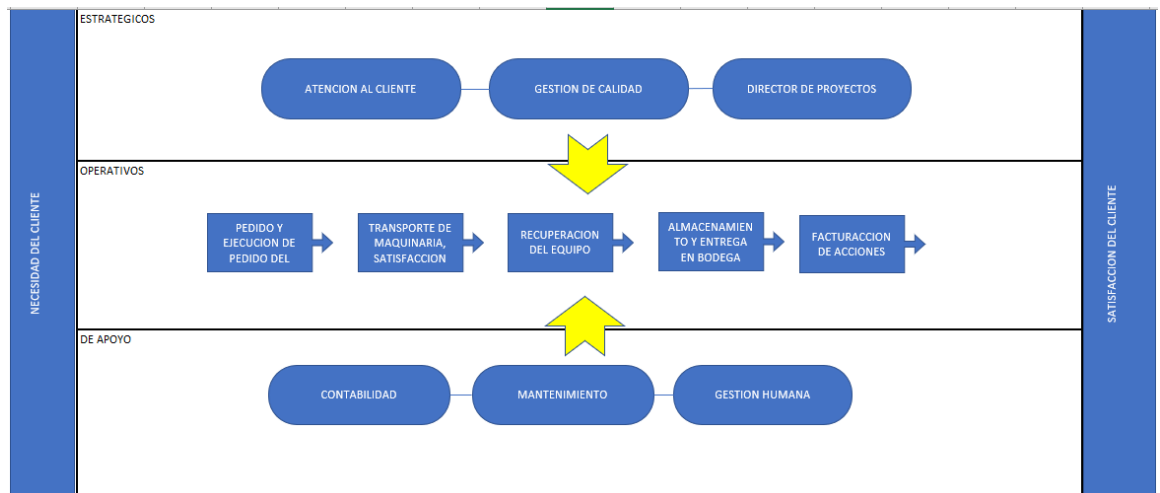 ESTRATEGICOS
ATENCION AL CLIENTE
GESTION DE CALIDAD
DIRECTOR DE PROYECTOS
OPERATIVOS
NECESIDAD DEL CLIENTE
PEDIDO Y
EJECUCION DE
PEDIDO DEL
TRANSPORTE DE
MAQUINARIA,
SATISFACCION
RECUPERACION
DEL EQUIPO
ALMACENAMIEN
TO Y ENTREGA
EN BODEGA
FACTURACCION
DE ACCIONES
SATISFACCION DEL CLIENTE
DE APOYO
CONTABILIDAD
MANTENIMIENTO
GESTION HUMANA